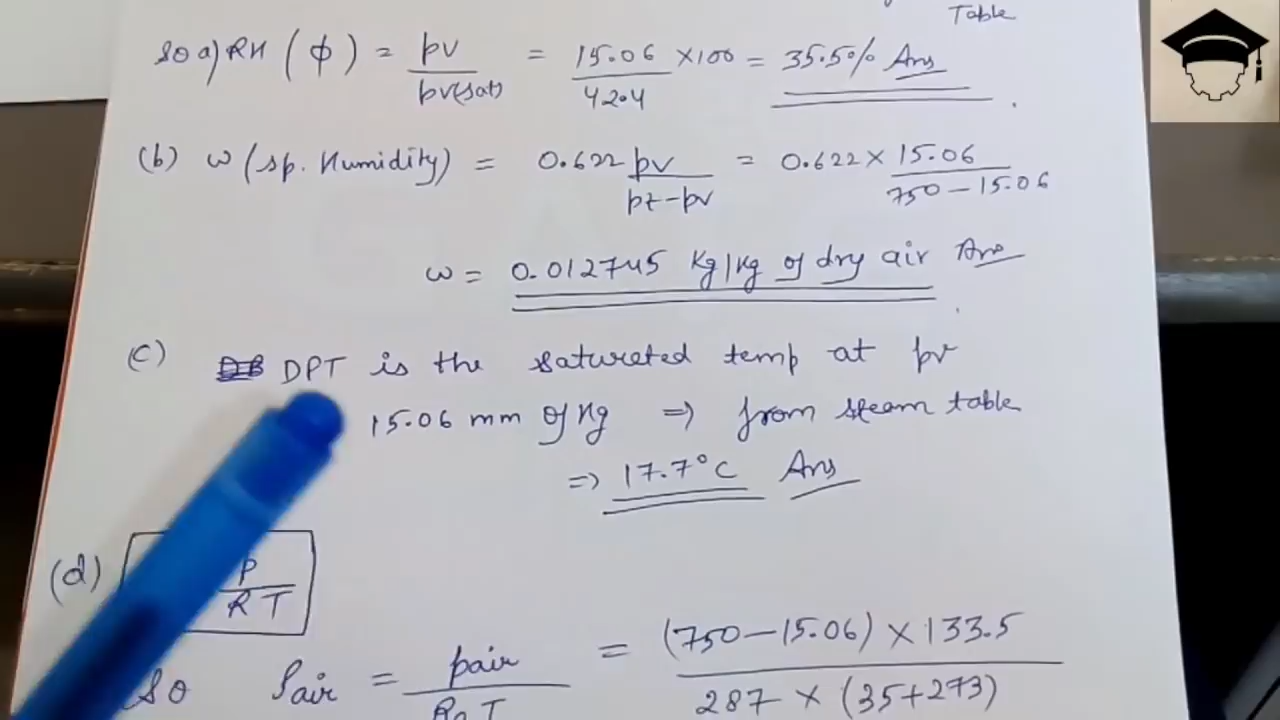 Table
SO a) RH (ϕ) = pv / pv(sat) = 15.06 / 42.4 × 100 = 35.5% Ans
(b) ω (sp. Humidity) = 0.622 pv / pt-pv = 0.622 × 15.06 / 750-15.06
ω = 0.012745 Kg/Kg of dry air Ans
(c) DPT is the saturated temp at pv
15.06 mm of Hg ⇒ from steam table
⇒ 17.7°C Ans
(d) P / RT
SO ρair = pair / Ra T = (750-15.06) × 133.5 / 287 × (35+273)